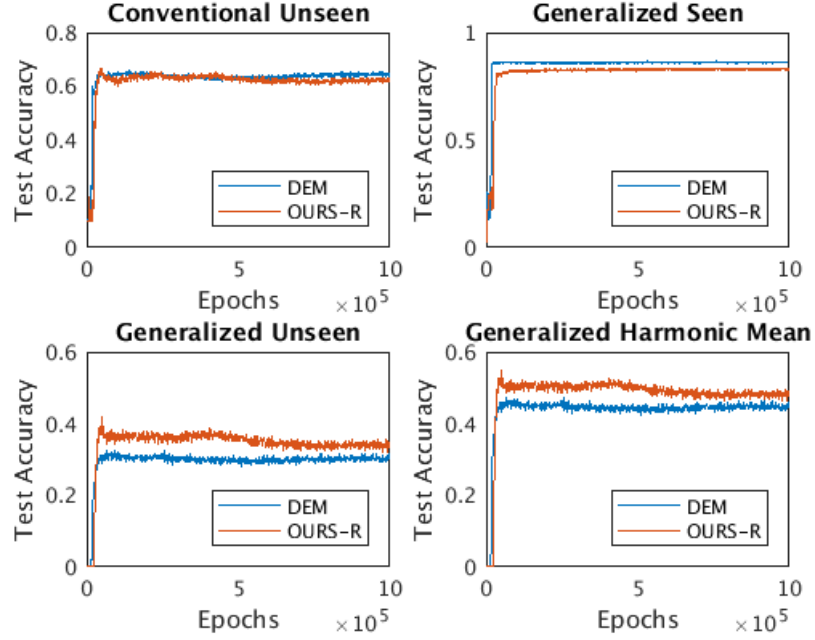 Conventional Unseen
0.8
0.6
0.4
0.2
0
Test Accuracy
DEM
OURS-R
0 5 10
Epochs ×10^5
Generalized Seen
1
0.5
0
Test Accuracy
DEM
OURS-R
0 5 10
Epochs ×10^5
Generalized Unseen
0.6
0.4
0.2
0
Test Accuracy
DEM
OURS-R
0 5 10
Epochs ×10^5
Generalized Harmonic Mean
0.6
0.4
0.2
0
Test Accuracy
DEM
OURS-R
0 5 10
Epochs ×10^5